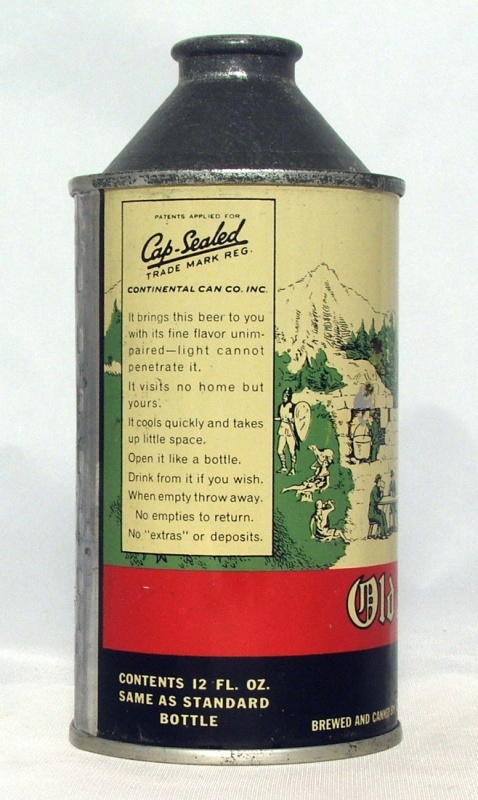 PATENTS APPLIED FOR
Cap-Sealed
TRADE MARK REG.
CONTINENTAL CAN CO. INC.
It brings this beer to you
with its fine flavor unim-
paired—light cannot
penetrate it.
It visits no home but
yours.
It cools quickly and takes
up little space.
Open it like a bottle.
Drink from it if you wish.
When empty throw away.
No empties to return.
No "extras" or deposits.
Old
CONTENTS 12 FL. OZ.
SAME AS STANDARD
BOTTLE
BREWED AND CANNED BY